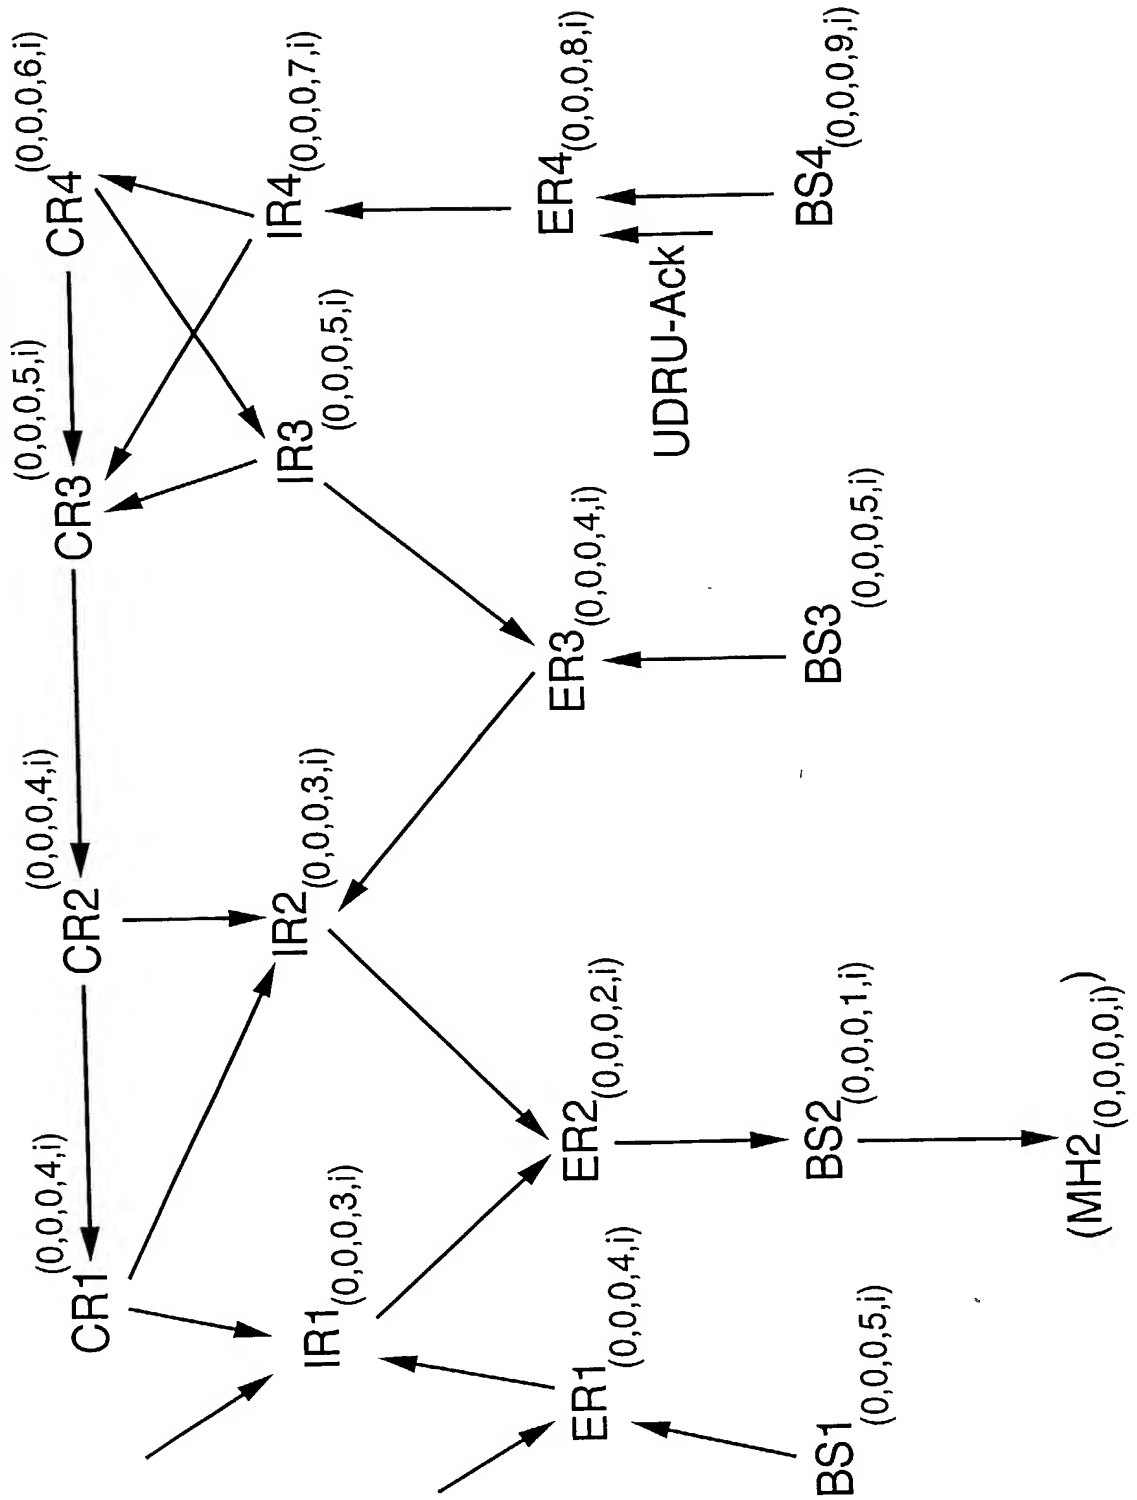 (0,0,0,4,i)
CR1
(0,0,0,4,i)
CR2
(0,0,0,5,i)
CR3
(0,0,0,6,i)
CR4
IR1(0,0,0,3,i)
IR2(0,0,0,3,i)
IR3
(0,0,0,5,i)
IR4(0,0,0,7,i)
ER1
(0,0,0,4,i)
ER2(0,0,0,2,i)
ER3(0,0,0,4,i)
ER4(0,0,0,8,i)
UDRU-Ack
BS1
(0,0,0,5,i)
BS2(0,0,0,1,i)
BS3
(0,0,0,5,i)
BS4(0,0,0,9,i)
(MH2(0,0,0,0,i))